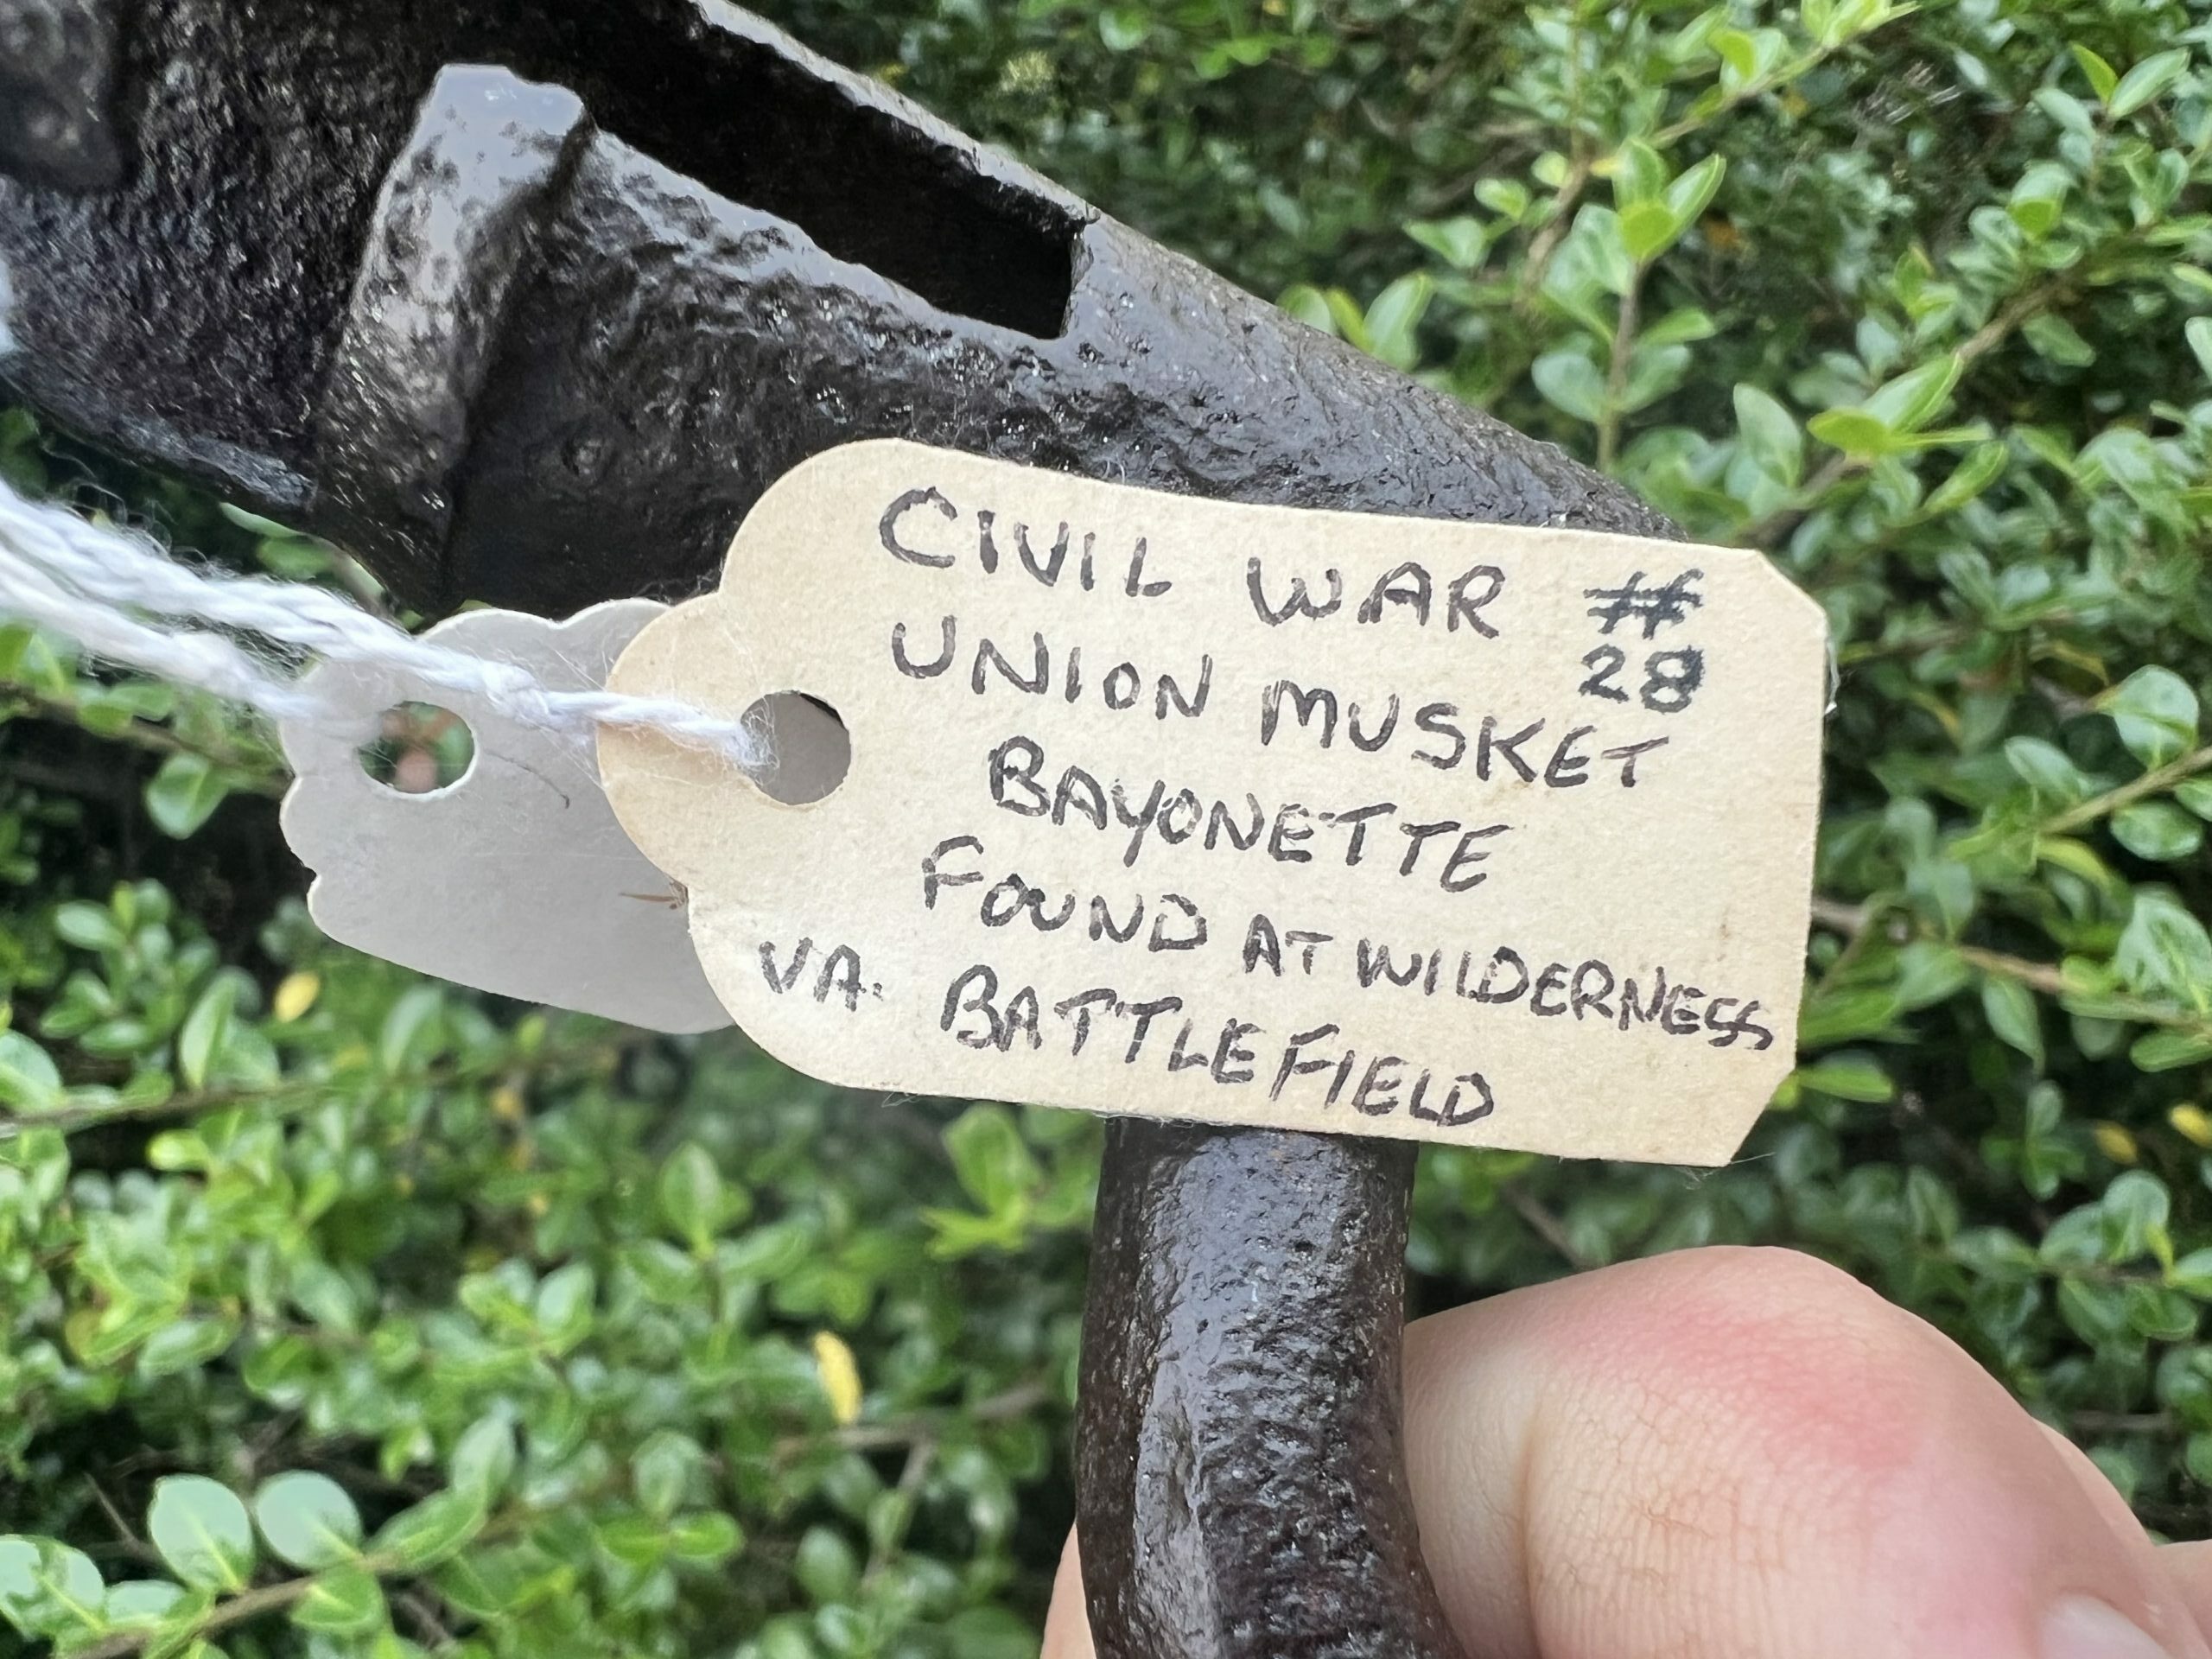 CIVIL WAR #
28
UNION MUSKET
BAYONETTE
FOUND AT WILDERNESS
VA. BATTLEFIELD